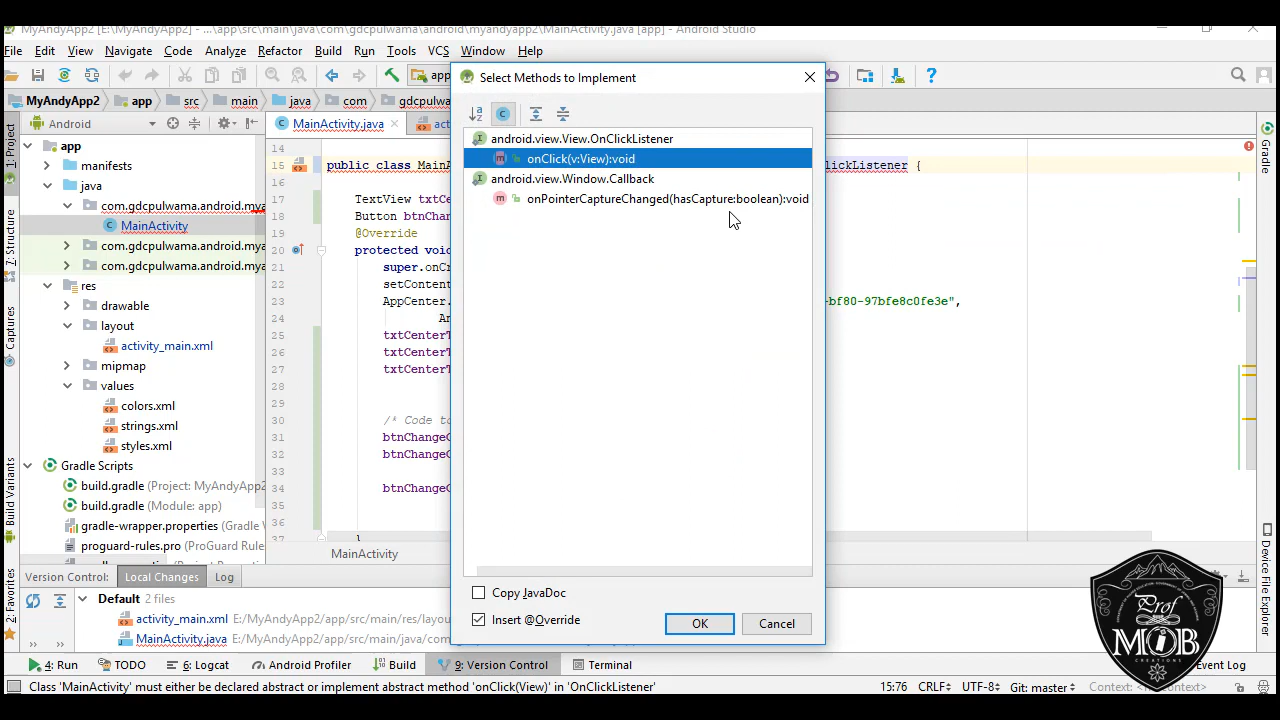 MyAndyApp2 [E:\MyAndyApp2] - ...\app\src\main\java\com\gdcpulwama\myandyapp2\MainActivity.java [app] - Android Studio
File Edit View Navigate Code Analyze Refactor Build Run Tools VCS Window Help
app
MyAndyApp2 app src main java com gdcpulwama
Select Methods to Implement
1: Project
Android
MainActivity.java
Gradle
android.view.View.OnClickListener
onClick(v:View):void
android.view.Window.Callback
onPointerCaptureChanged(hasCapture:boolean):void
app
manifests
java
com.gdcpulwama.android.mya
MainActivity
com.gdcpulwama.android.mya
com.gdcpulwama.android.mya
res
drawable
layout
activity_main.xml
mipmap
values
colors.xml
strings.xml
styles.xml
Gradle Scripts
build.gradle (Project: MyAndyApp2)
build.gradle (Module: app)
gradle-wrapper.properties (Gradle V
proguard-rules.pro (ProGuard Rule
7: Structure
Captures
Build Variants
2: Favorites
14
15 public class MainA
ClickListener {
16
17 TextView txtCe
18 Button btnChan
19 @Override
20 protected void
21 super.onCr
22 setContent
23 AppCenter.
-bf80-97bfe8c0fe3e",
24 An
25 txtCenterT
26 txtCenterT
27 txtCenterT
28
29
30 /* Code to
31 btnChangeC
32 btnChangeC
33
34 btnChangeC
35
36
37 }
MainActivity
Copy JavaDoc
Insert @Override
OK
Cancel
Device File Explorer
Version Control: Local Changes Log
Default 2 files
activity_main.xml E:/MyAndyApp2/app/src/main/res/layou
MainActivity.java E:/MyAndyApp2/app/src/main/java/com
4: Run TODO 6: Logcat Android Profiler Build 9: Version Control Terminal Event Log
Class 'MainActivity' must either be declared abstract or implement abstract method 'onClick(View)' in 'OnClickListener'
15:76 CRLF UTF-8 Git: master Context:
Prof
MiB
CREATIONS